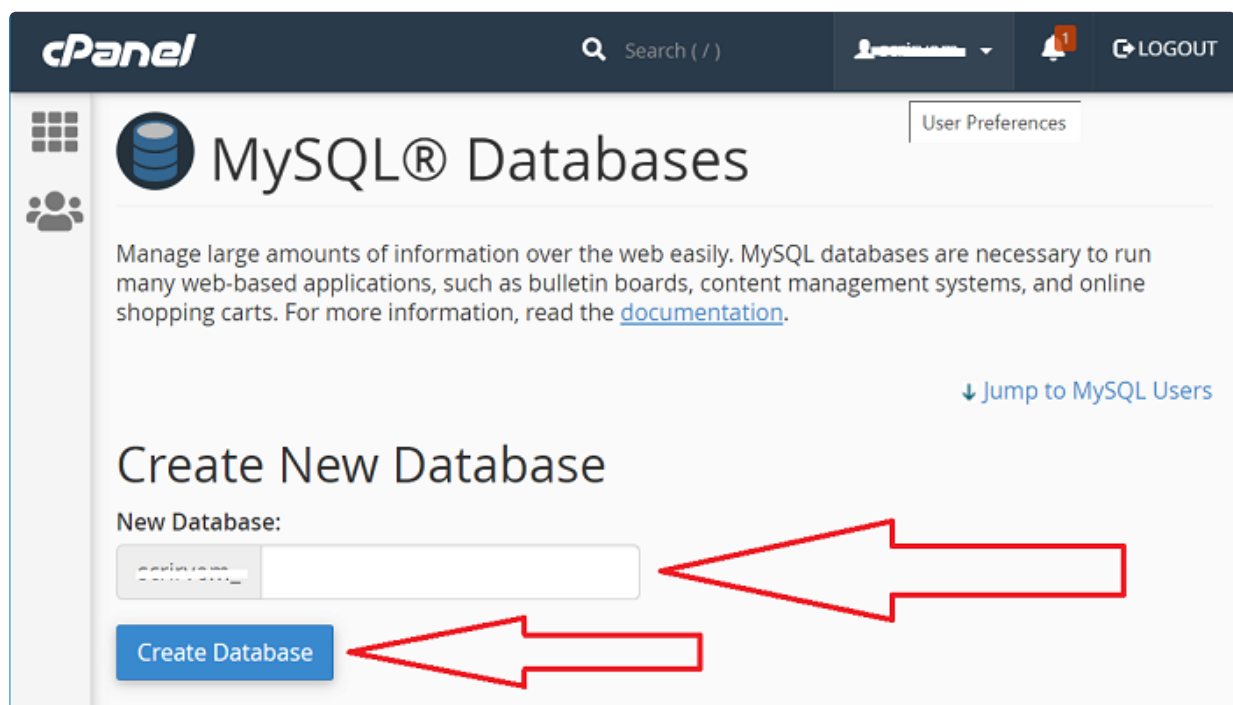 cPanel
Search ( / )
1
LOGOUT
User Preferences
MySQL® Databases
Manage large amounts of information over the web easily. MySQL databases are necessary to run
many web-based applications, such as bulletin boards, content management systems, and online
shopping carts. For more information, read the documentation.
Jump to MySQL Users
Create New Database
New Database:
Create Database